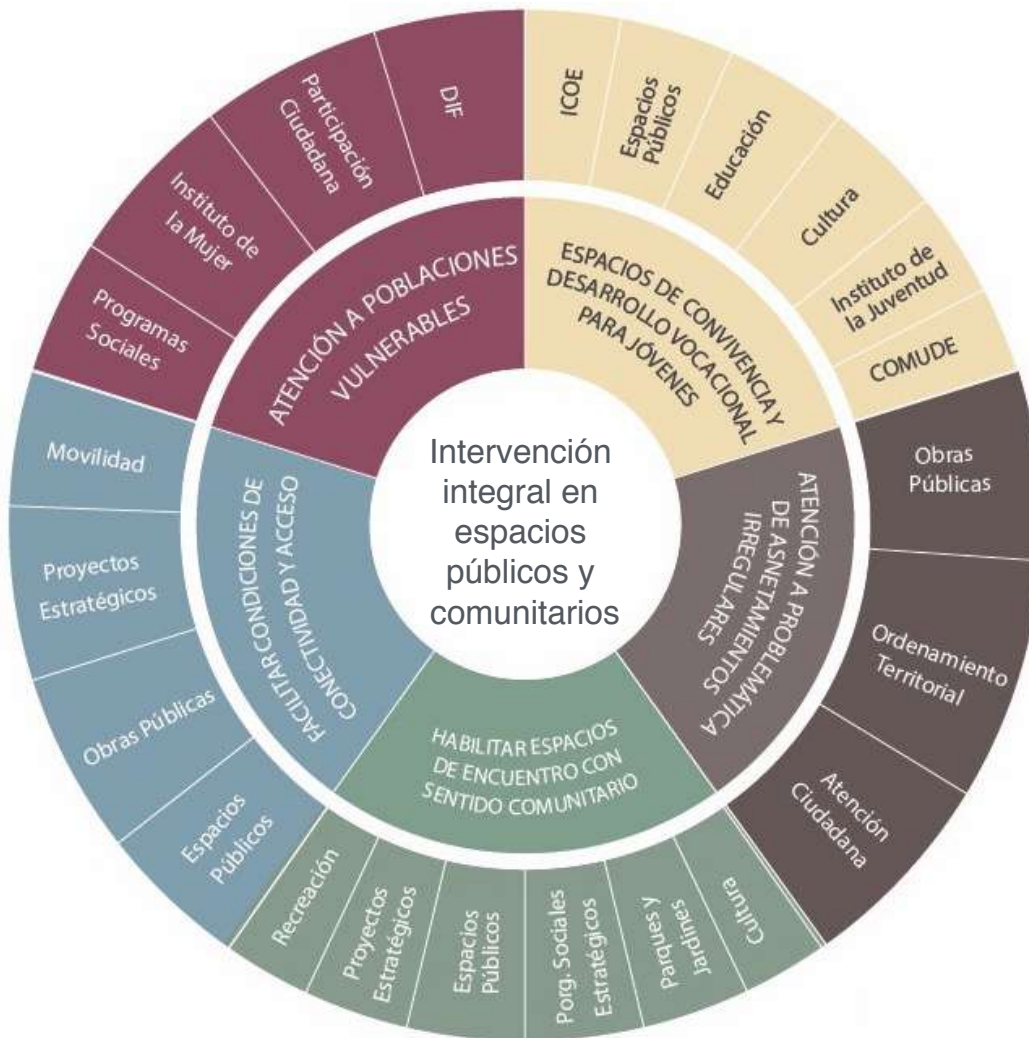 Intervención
integral en
espacios
públicos y
comunitarios
ATENCIÓN A POBLACIONES
VULNERABLES
DIF
Participación
Ciudadana
Instituto de
la Mujer
Programas
Sociales
ESPACIOS DE CONVIVENCIA Y
DESARROLLO VOCACIONAL
PARA JÓVENES
ICOE
Espacios
Públicos
Educación
Cultura
Instituto de
la Juventud
COMUDE
ATENCIÓN A PROBLEMÁTICA
DE ASNETAMIENTOS
IRREGULARES
Obras
Públicas
Ordenamiento
Territorial
Atención
Ciudadana
HABILITAR ESPACIOS
DE ENCUENTRO CON
SENTIDO COMUNITARIO
Cultura
Parques y
Jardines
Porg. Sociales
Estratégicos
Espacios
Públicos
Proyectos
Estratégicos
Recreación
FACILITAR CONDICIONES DE
CONECTIVIDAD Y ACCESO
Espacios
Públicos
Obras Públicas
Proyectos
Estratégicos
Movilidad